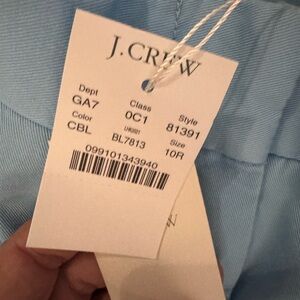 J.CREW
Dept Class Style
GA7 0C1 81391
Color Size
CBL BL7813 10R
099101343940